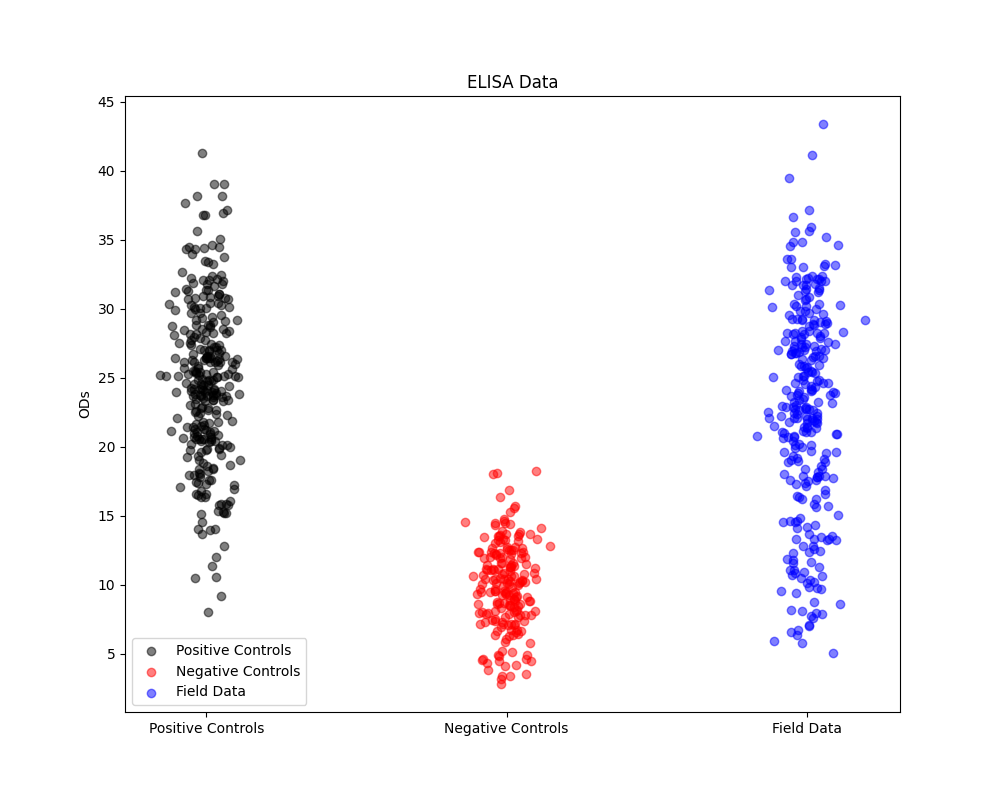 ELISA Data
45
40
35
30
25
20
15
10
5
ODs
Positive Controls
Negative Controls
Field Data
Positive Controls
Negative Controls
Field Data